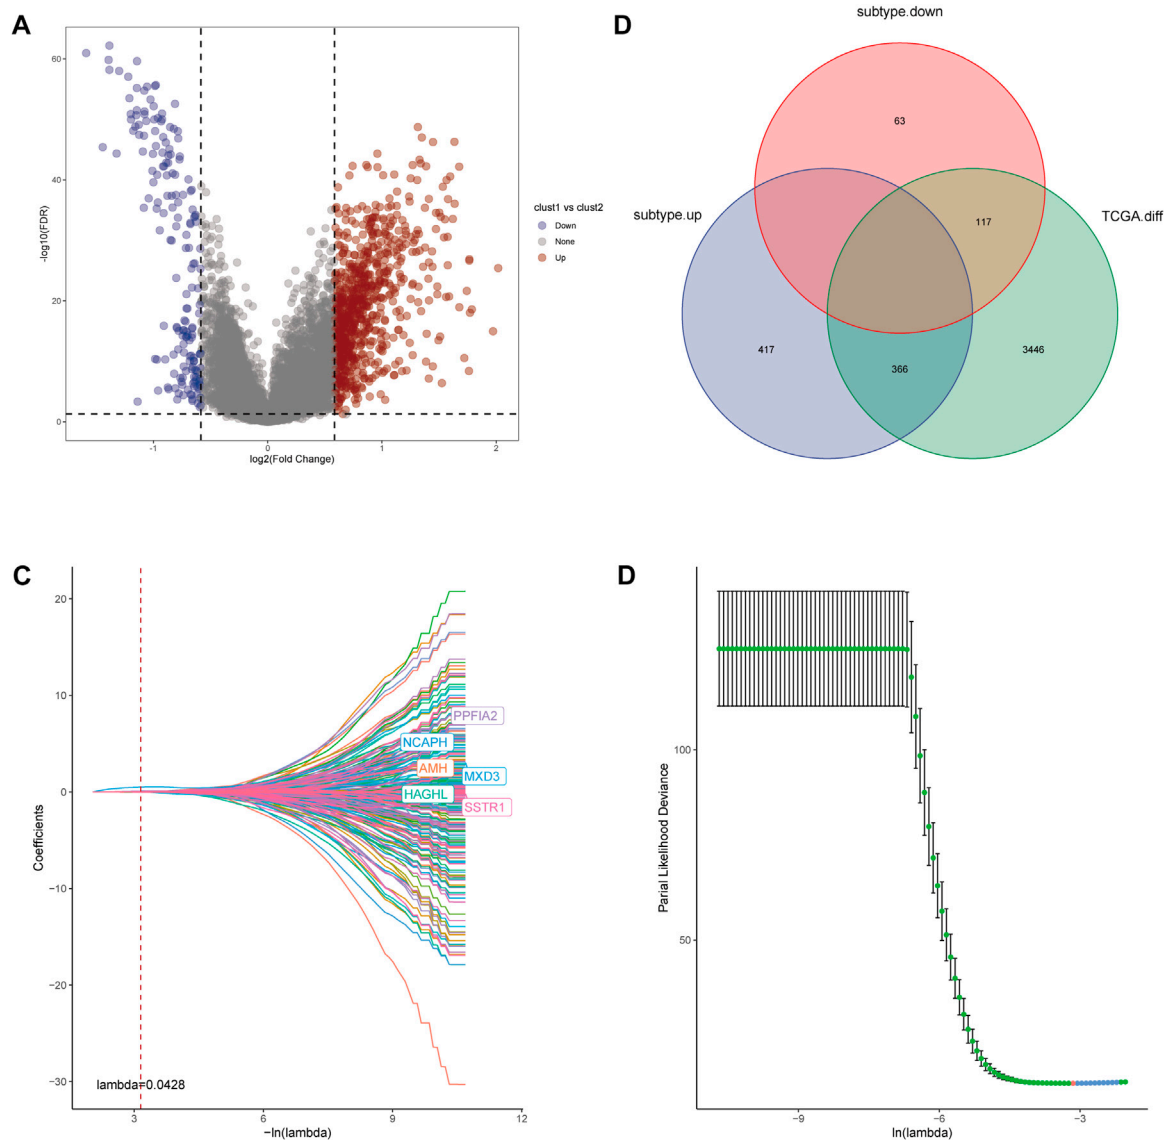 A
60
40
20
0
-log10(FDR)
-1
0
1
2
log2(Fold Change)
clust1 vs clust2
Down
None
Up
D
subtype.down
63
subtype.up
117
TCGA.diff
417
366
3446
C
20
10
0
−10
−20
−30
Coefficients
PPFIA2
NCAPH
AMH
MXD3
HAGHL
SSTR1
lambda=0.0428
3
6
9
12
−ln(lambda)
D
100
50
Parial Likelihood Deviance
−9
−6
−3
ln(lambda)